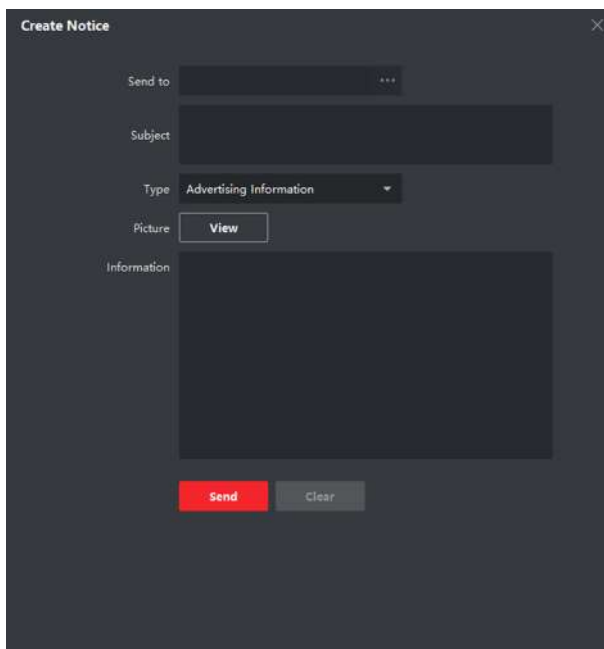 Create Notice
Send to
Subject
Type Advertising Information
Picture View
Information
Send Clear